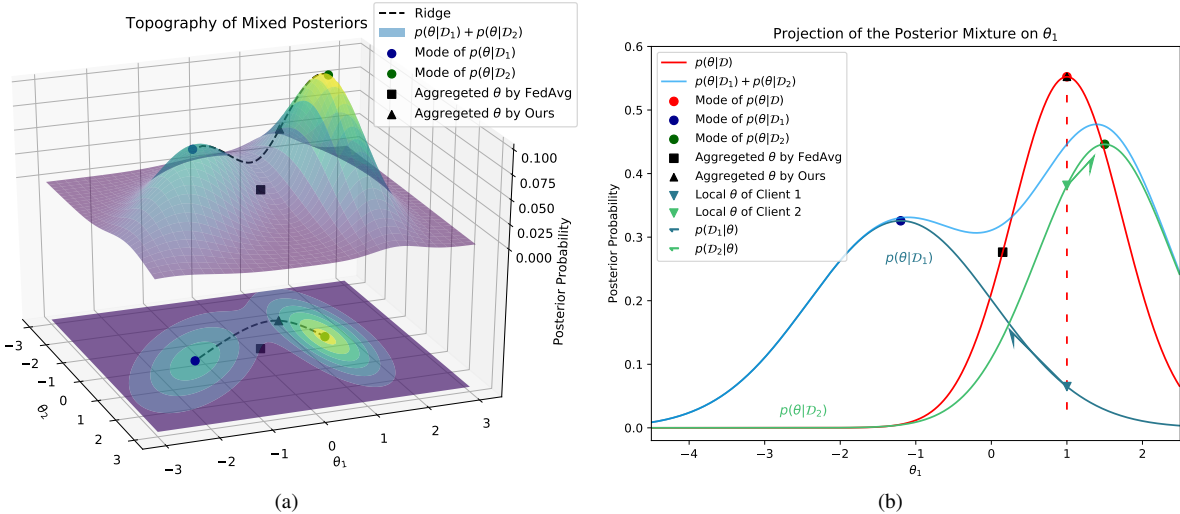 Topography of Mixed Posteriors
Ridge
p(θ|𝒟₁) + p(θ|𝒟₂)
Mode of p(θ|𝒟₁)
Mode of p(θ|𝒟₂)
Aggregeted θ by FedAvg
Aggregeted θ by Ours
0.100
0.075
0.050
0.025
0.000
Posterior Probability
−3
−2
−1
0
1
2
3
θ₂
−3
−2
−1
0
1
2
3
θ₁
(a)
Projection of the Posterior Mixture on θ₁
p(θ|𝒟)
p(θ|𝒟₁) + p(θ|𝒟₂)
Mode of p(θ|𝒟)
Mode of p(θ|𝒟₁)
Mode of p(θ|𝒟₂)
Aggregeted θ by FedAvg
Aggregeted θ by Ours
Local θ of Client 1
Local θ of Client 2
p(𝒟₁|θ)
p(𝒟₂|θ)
0.6
0.5
0.4
0.3
0.2
0.1
0.0
Posterior Probability
p(θ|𝒟₁)
p(θ|𝒟₂)
−4 −3 −2 −1 0 1 2
θ₁
(b)